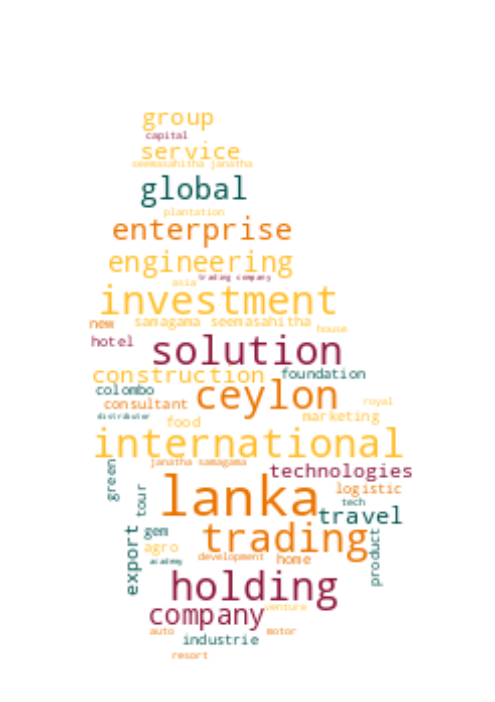 group
capital
service
seemasahitha janatha
global
plantation
enterprise
engineering
trading company
asia
investment
new
samagama seemasahitha
house
hotel
solution
construction
foundation
colombo
ceylon
consultant
royal
distributor
food
marketing
international
janatha samagama
technologies
green
tour
lanka
logistic
tech
travel
export
gem
trading
product
agro
academy
development
home
holding
company
venture
auto
industrie
motor
resort